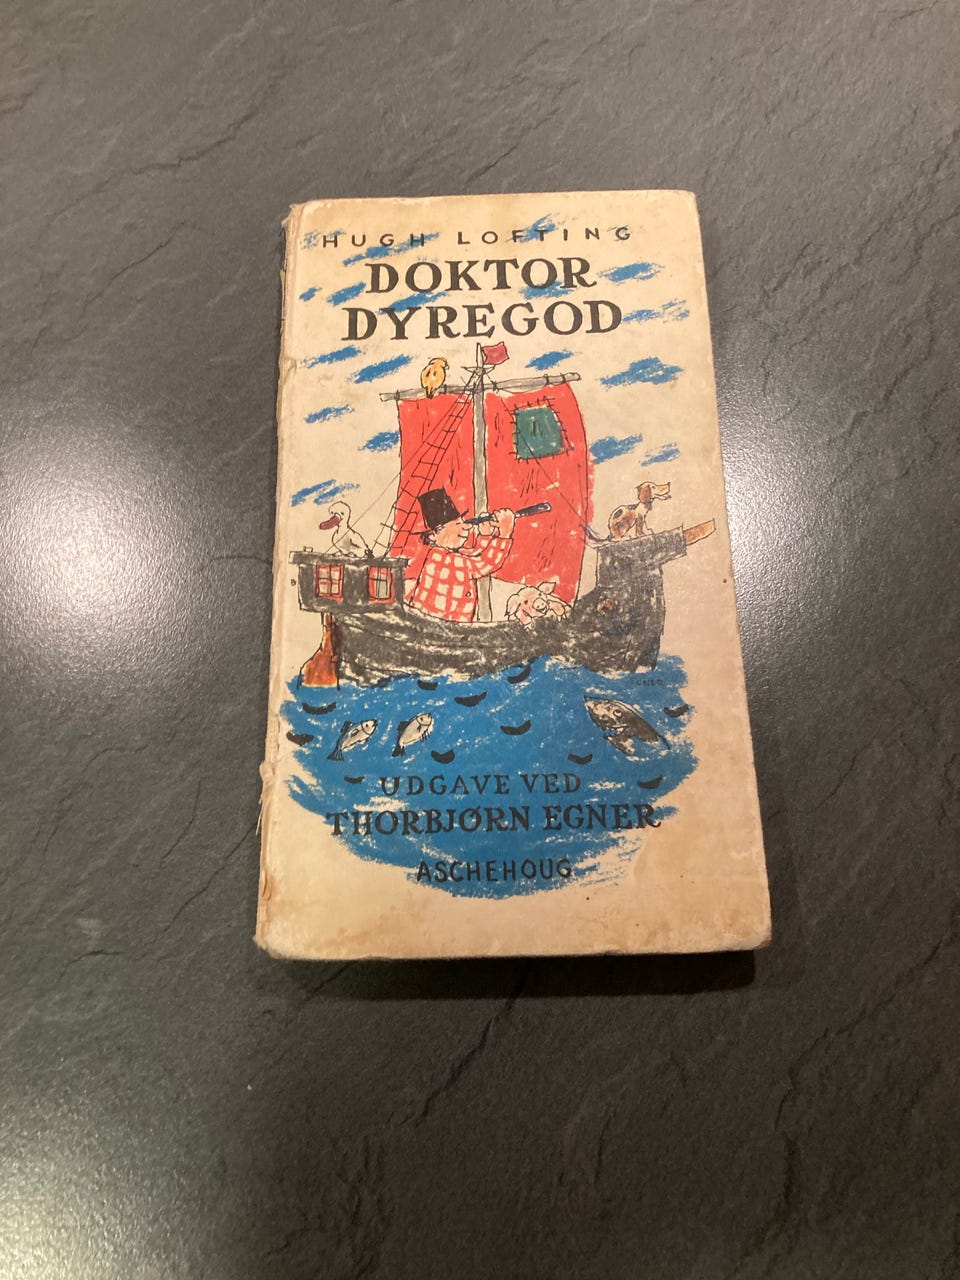 HUGH LOFTING
DOKTOR
DYREGOD
UDGAVE VED
THORBJØRN EGNER
ASCHEHOUG